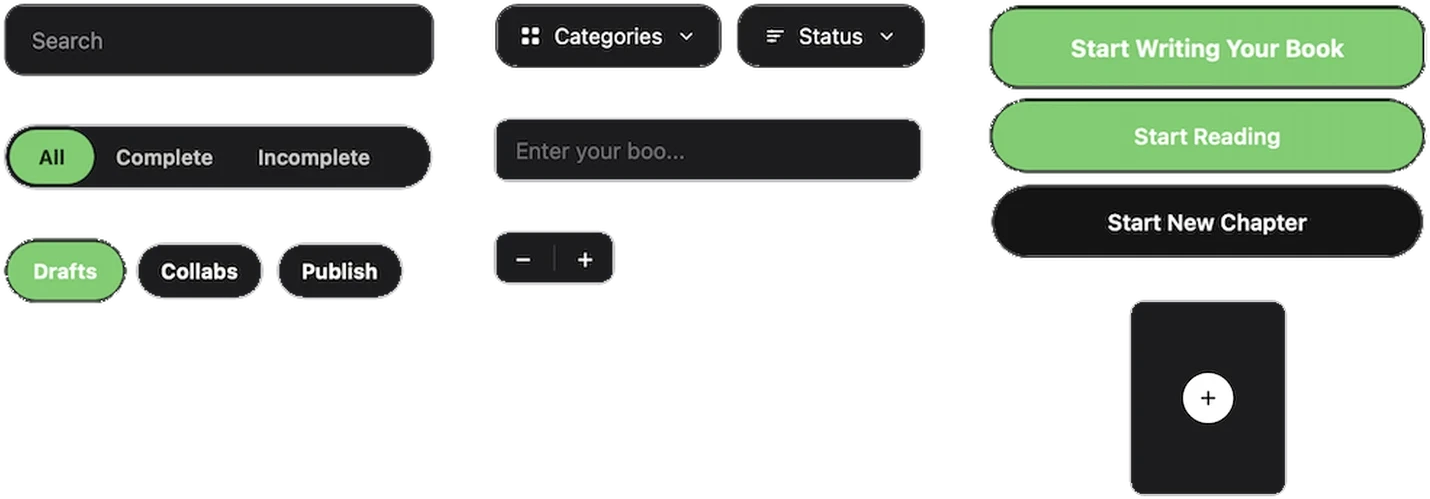 Search
All Complete Incomplete
Drafts Collabs Publish
Categories Status
Enter your boo...
− +
Start Writing Your Book
Start Reading
Start New Chapter
+